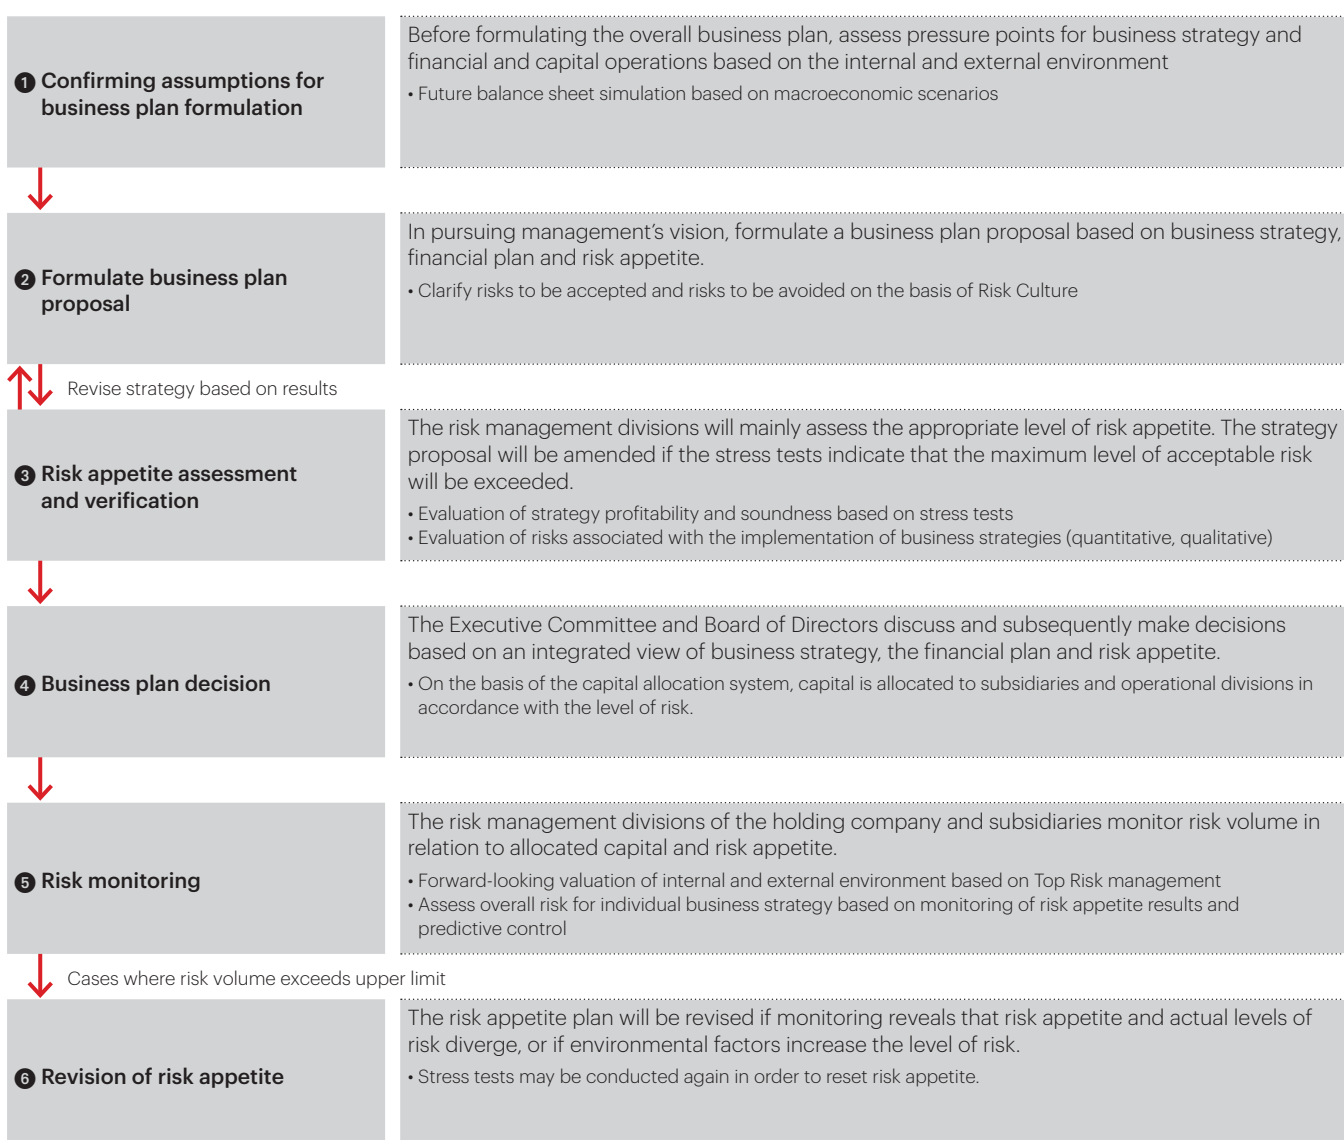 ❶ Confirming assumptions for
business plan formulation
Before formulating the overall business plan, assess pressure points for business strategy and
financial and capital operations based on the internal and external environment
• Future balance sheet simulation based on macroeconomic scenarios
❷ Formulate business plan
proposal
In pursuing management’s vision, formulate a business plan proposal based on business strategy,
financial plan and risk appetite.
• Clarify risks to be accepted and risks to be avoided on the basis of Risk Culture
Revise strategy based on results
❸ Risk appetite assessment
and verification
The risk management divisions will mainly assess the appropriate level of risk appetite. The strategy
proposal will be amended if the stress tests indicate that the maximum level of acceptable risk
will be exceeded.
• Evaluation of strategy profitability and soundness based on stress tests
• Evaluation of risks associated with the implementation of business strategies (quantitative, qualitative)
❹ Business plan decision
The Executive Committee and Board of Directors discuss and subsequently make decisions
based on an integrated view of business strategy, the financial plan and risk appetite.
• On the basis of the capital allocation system, capital is allocated to subsidiaries and operational divisions in
accordance with the level of risk.
❺ Risk monitoring
The risk management divisions of the holding company and subsidiaries monitor risk volume in
relation to allocated capital and risk appetite.
• Forward-looking valuation of internal and external environment based on Top Risk management
• Assess overall risk for individual business strategy based on monitoring of risk appetite results and
predictive control
Cases where risk volume exceeds upper limit
❻ Revision of risk appetite
The risk appetite plan will be revised if monitoring reveals that risk appetite and actual levels of
risk diverge, or if environmental factors increase the level of risk.
• Stress tests may be conducted again in order to reset risk appetite.